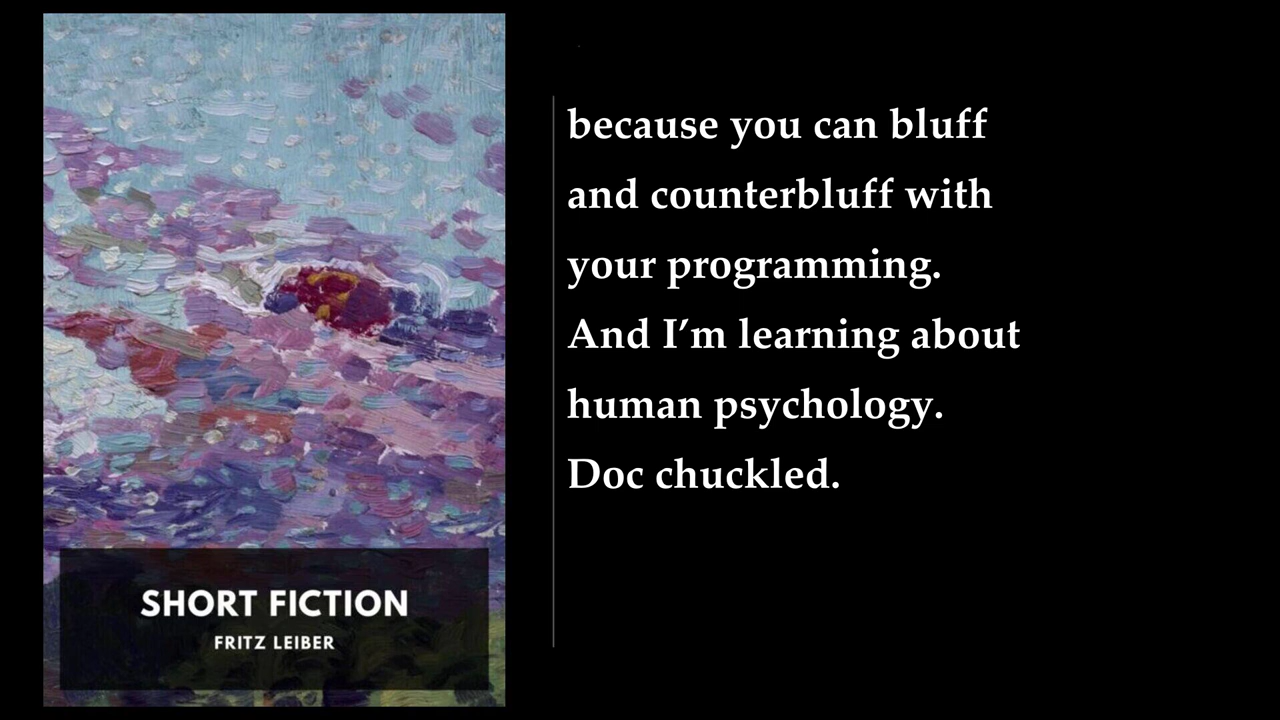 because you can bluff
and counterbluff with
your programming.
And I’m learning about
human psychology.
Doc chuckled.
SHORT FICTION
FRITZ LEIBER